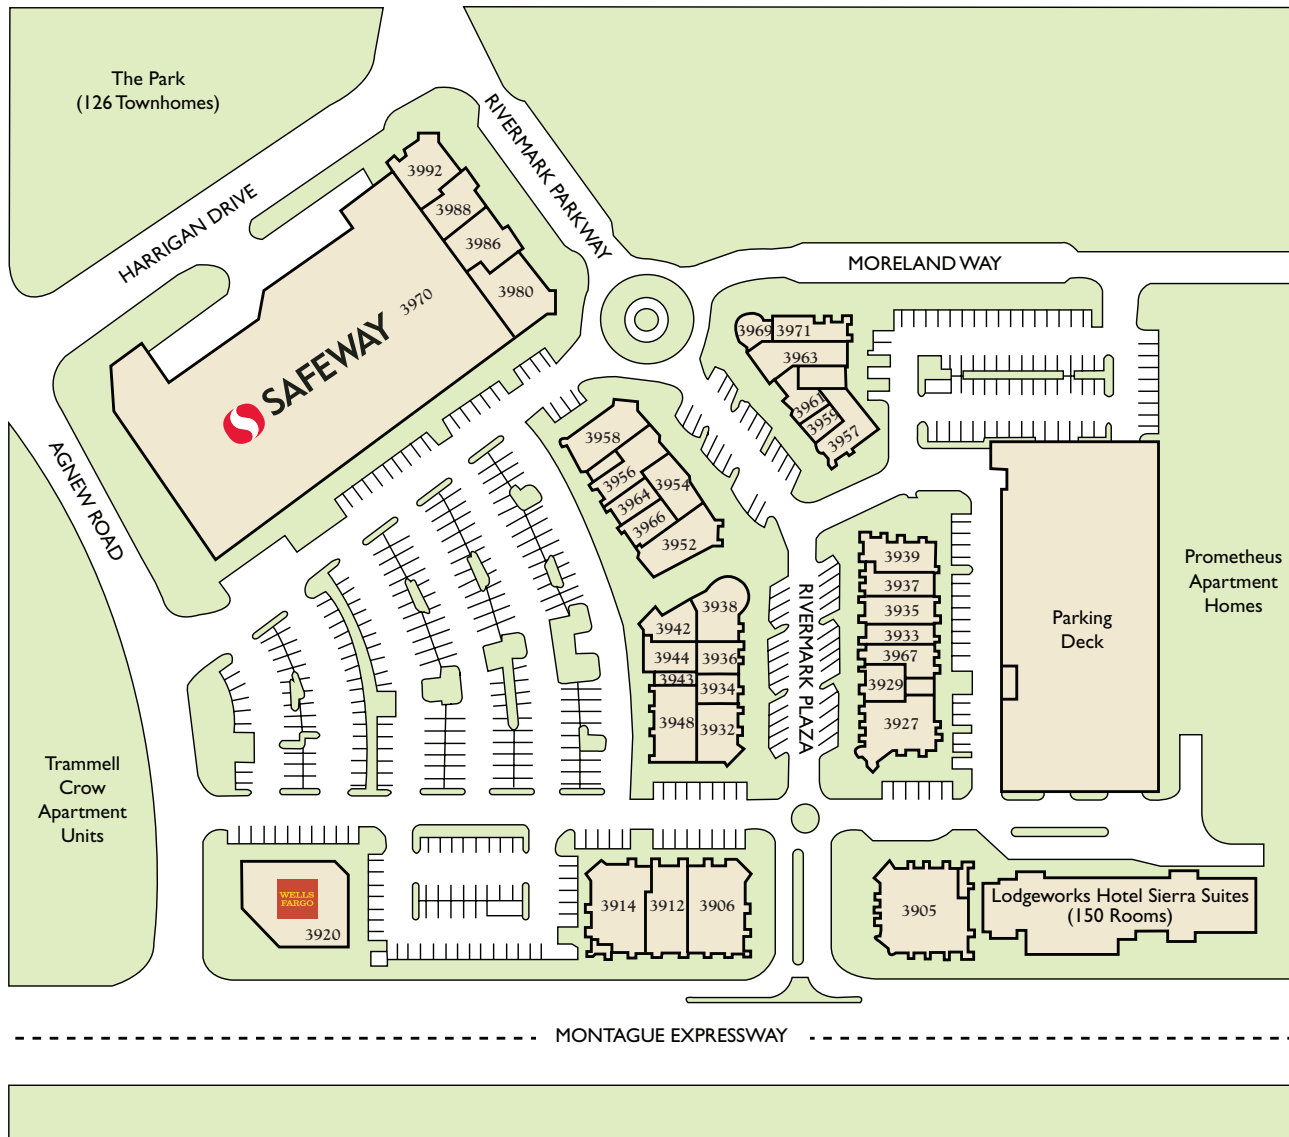 The Park
(126 Townhomes)
HARRIGAN DRIVE
RIVERMARK PARKWAY
MORELAND WAY
3992
3988
3986
3980
3970
SAFEWAY
AGNEW ROAD
3969
3971
3963
3961
3959
3957
3958
3956
3954
3964
3966
3952
3939
3937
3935
3933
3967
3929
3927
RIVERMARK PLAZA
3938
3942
3944
3936
3943
3934
3948
3932
Parking
Deck
Prometheus
Apartment
Homes
Trammell
Crow
Apartment
Units
WELLS
FARGO
3920
3914
3912
3906
3905
Lodgeworks Hotel Sierra Suites
(150 Rooms)
MONTAGUE EXPRESSWAY